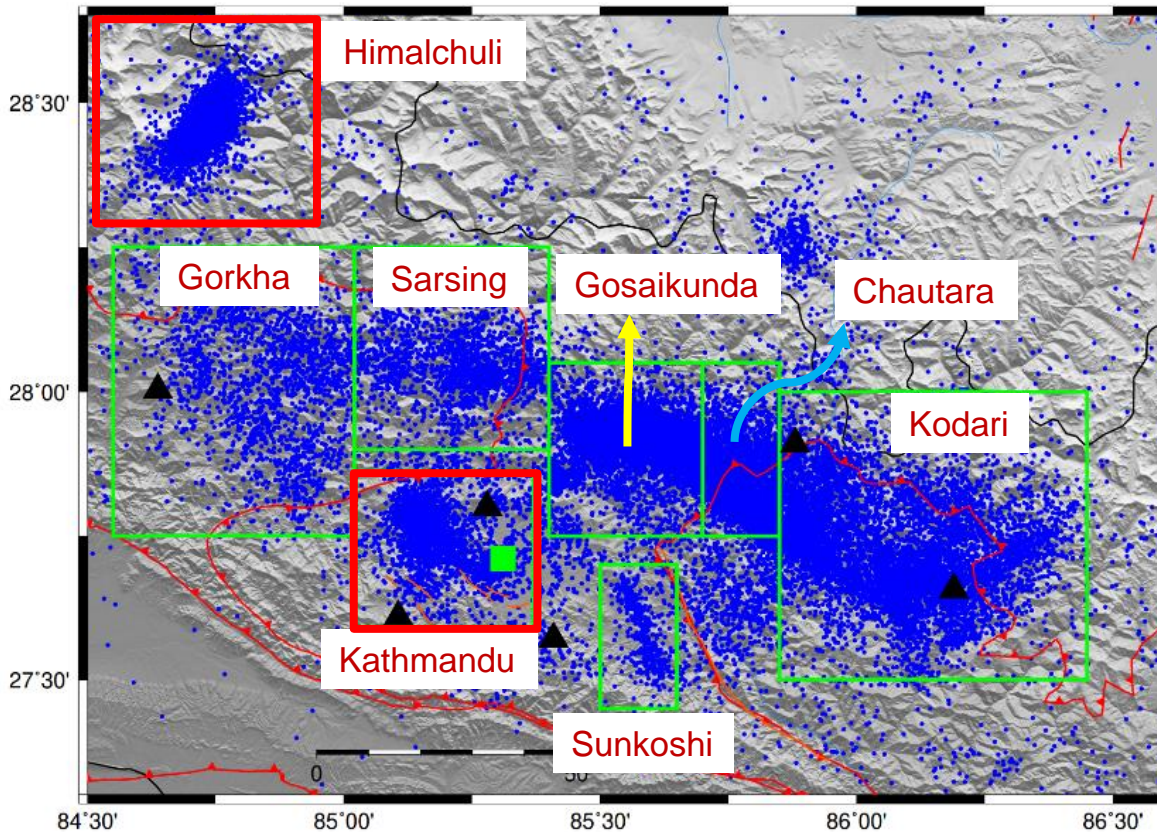 Himalchuli
28°30'
Gorkha
Sarsing
Gosaikunda
Chautara
28°00'
Kodari
Kathmandu
27°30'
Sunkoshi
0
84°30'
85°00'
85°30'
86°00'
86°30'